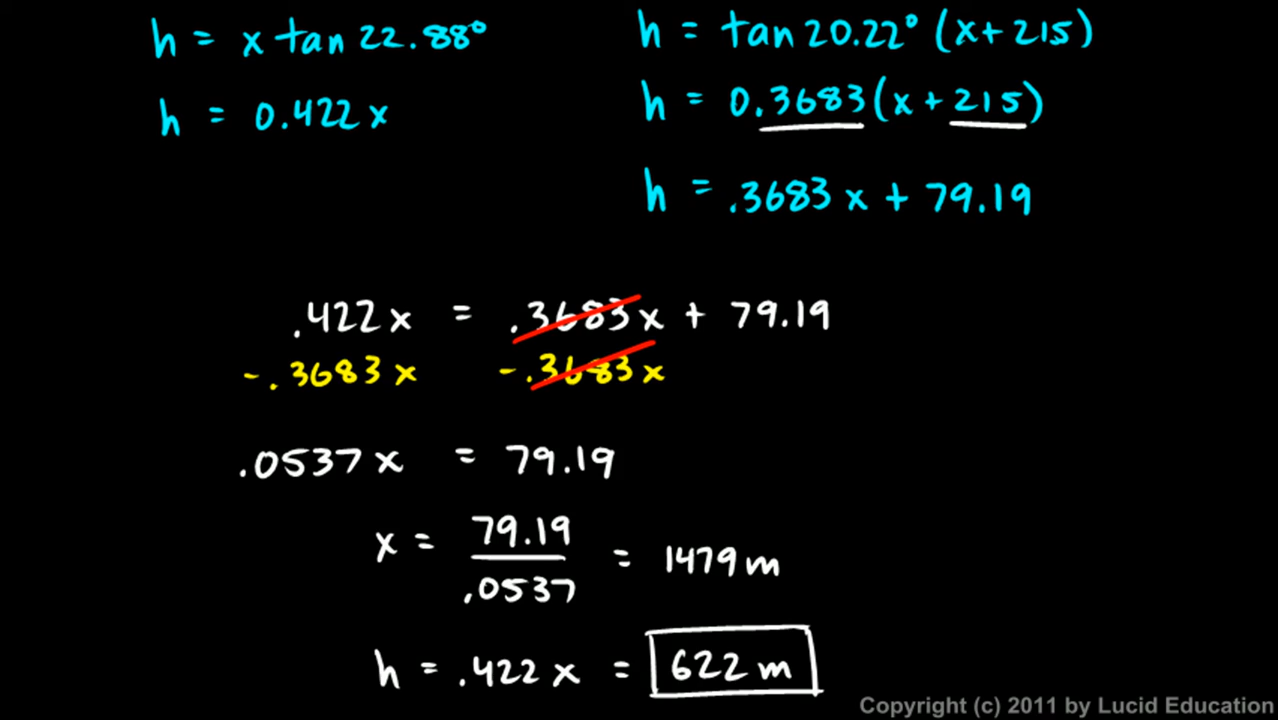 h = x tan 22.88°
h = 0.422 x
h = tan 20.22° (x + 215)
h = 0.3683 (x + 215)
h = .3683 x + 79.19
.422 x = .3683 x + 79.19
- .3683 x - .3683 x
.0537 x = 79.19
x = 79.19 / .0537 = 1479 m
h = .422 x = 622 m
Copyright (c) 2011 by Lucid Education